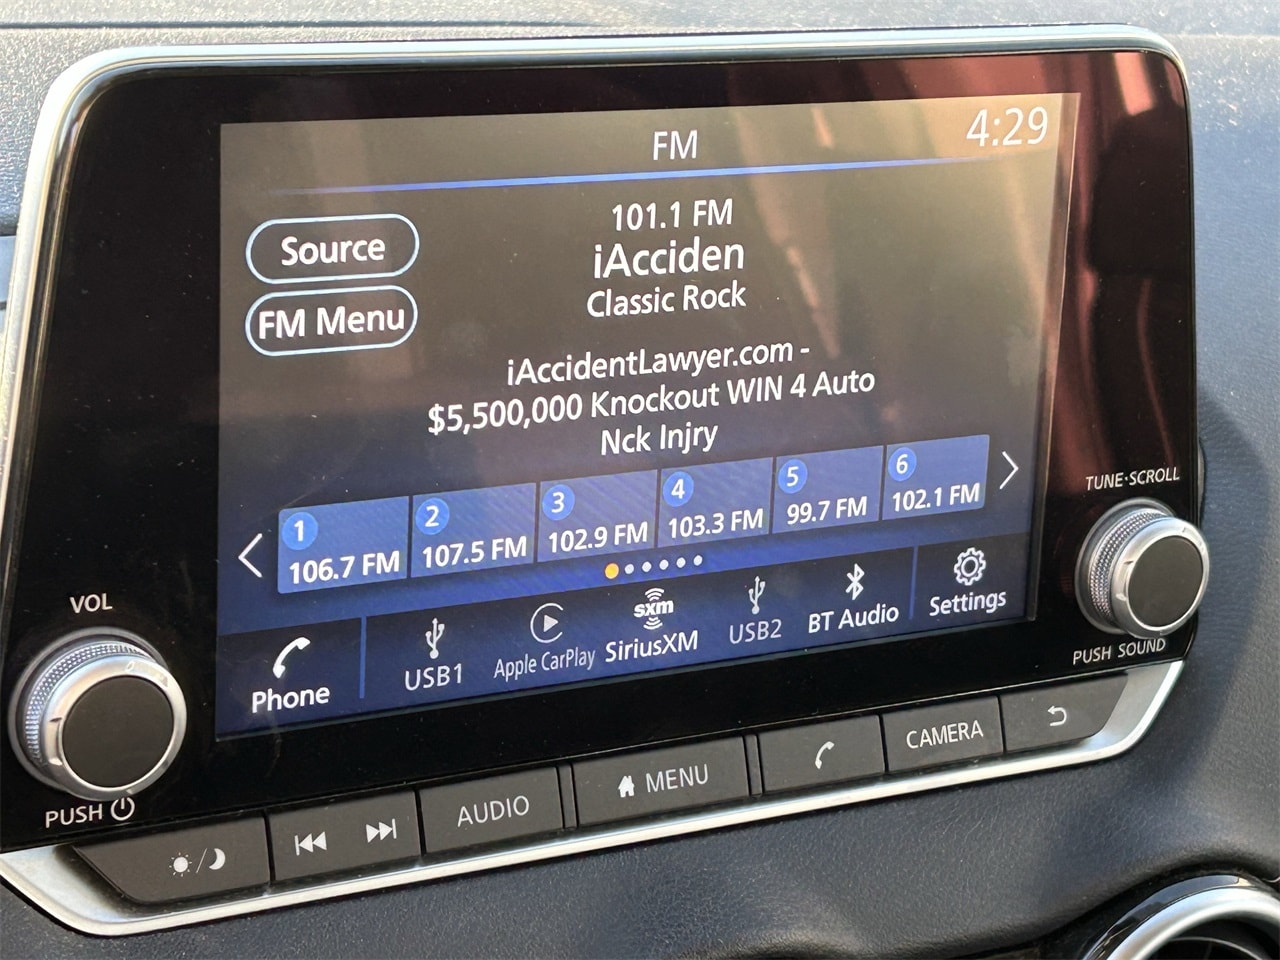 FM
4:29
101.1 FM
iAcciden
Classic Rock
Source
FM Menu
iAccidentLawyer.com -
$5,500,000 Knockout WIN 4 Auto
Nck Injry
1
106.7 FM
2
107.5 FM
3
102.9 FM
4
103.3 FM
5
99.7 FM
6
102.1 FM
Phone
USB1
Apple CarPlay
sxm
SiriusXM
USB2
BT Audio
Settings
VOL
PUSH
TUNE·SCROLL
PUSH SOUND
AUDIO
MENU
CAMERA